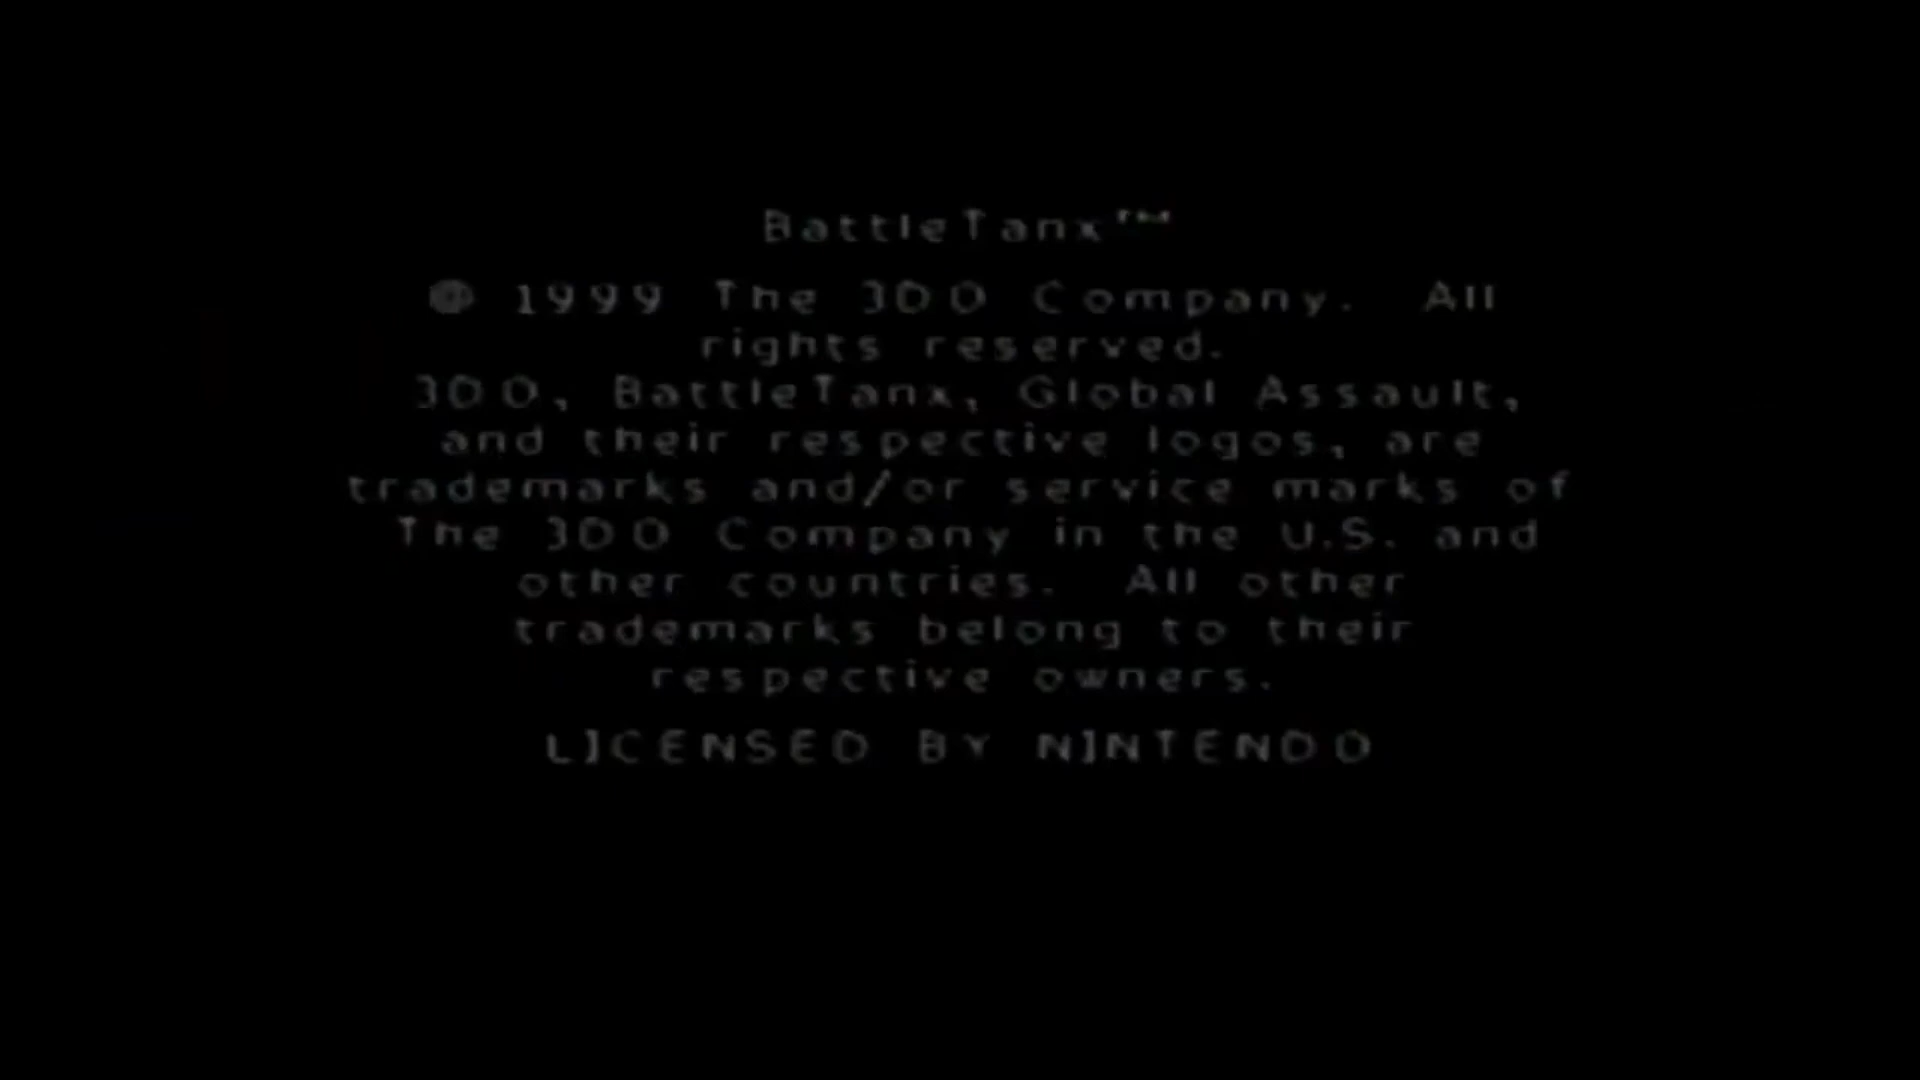 BattleTanx™
© 1999 The 3DO Company. All
rights reserved.
3DO, BattleTanx, Global Assault,
and their respective logos, are
trademarks and/or service marks of
The 3DO Company in the U.S. and
other countries. All other
trademarks belong to their
respective owners.
LICENSED BY NINTENDO